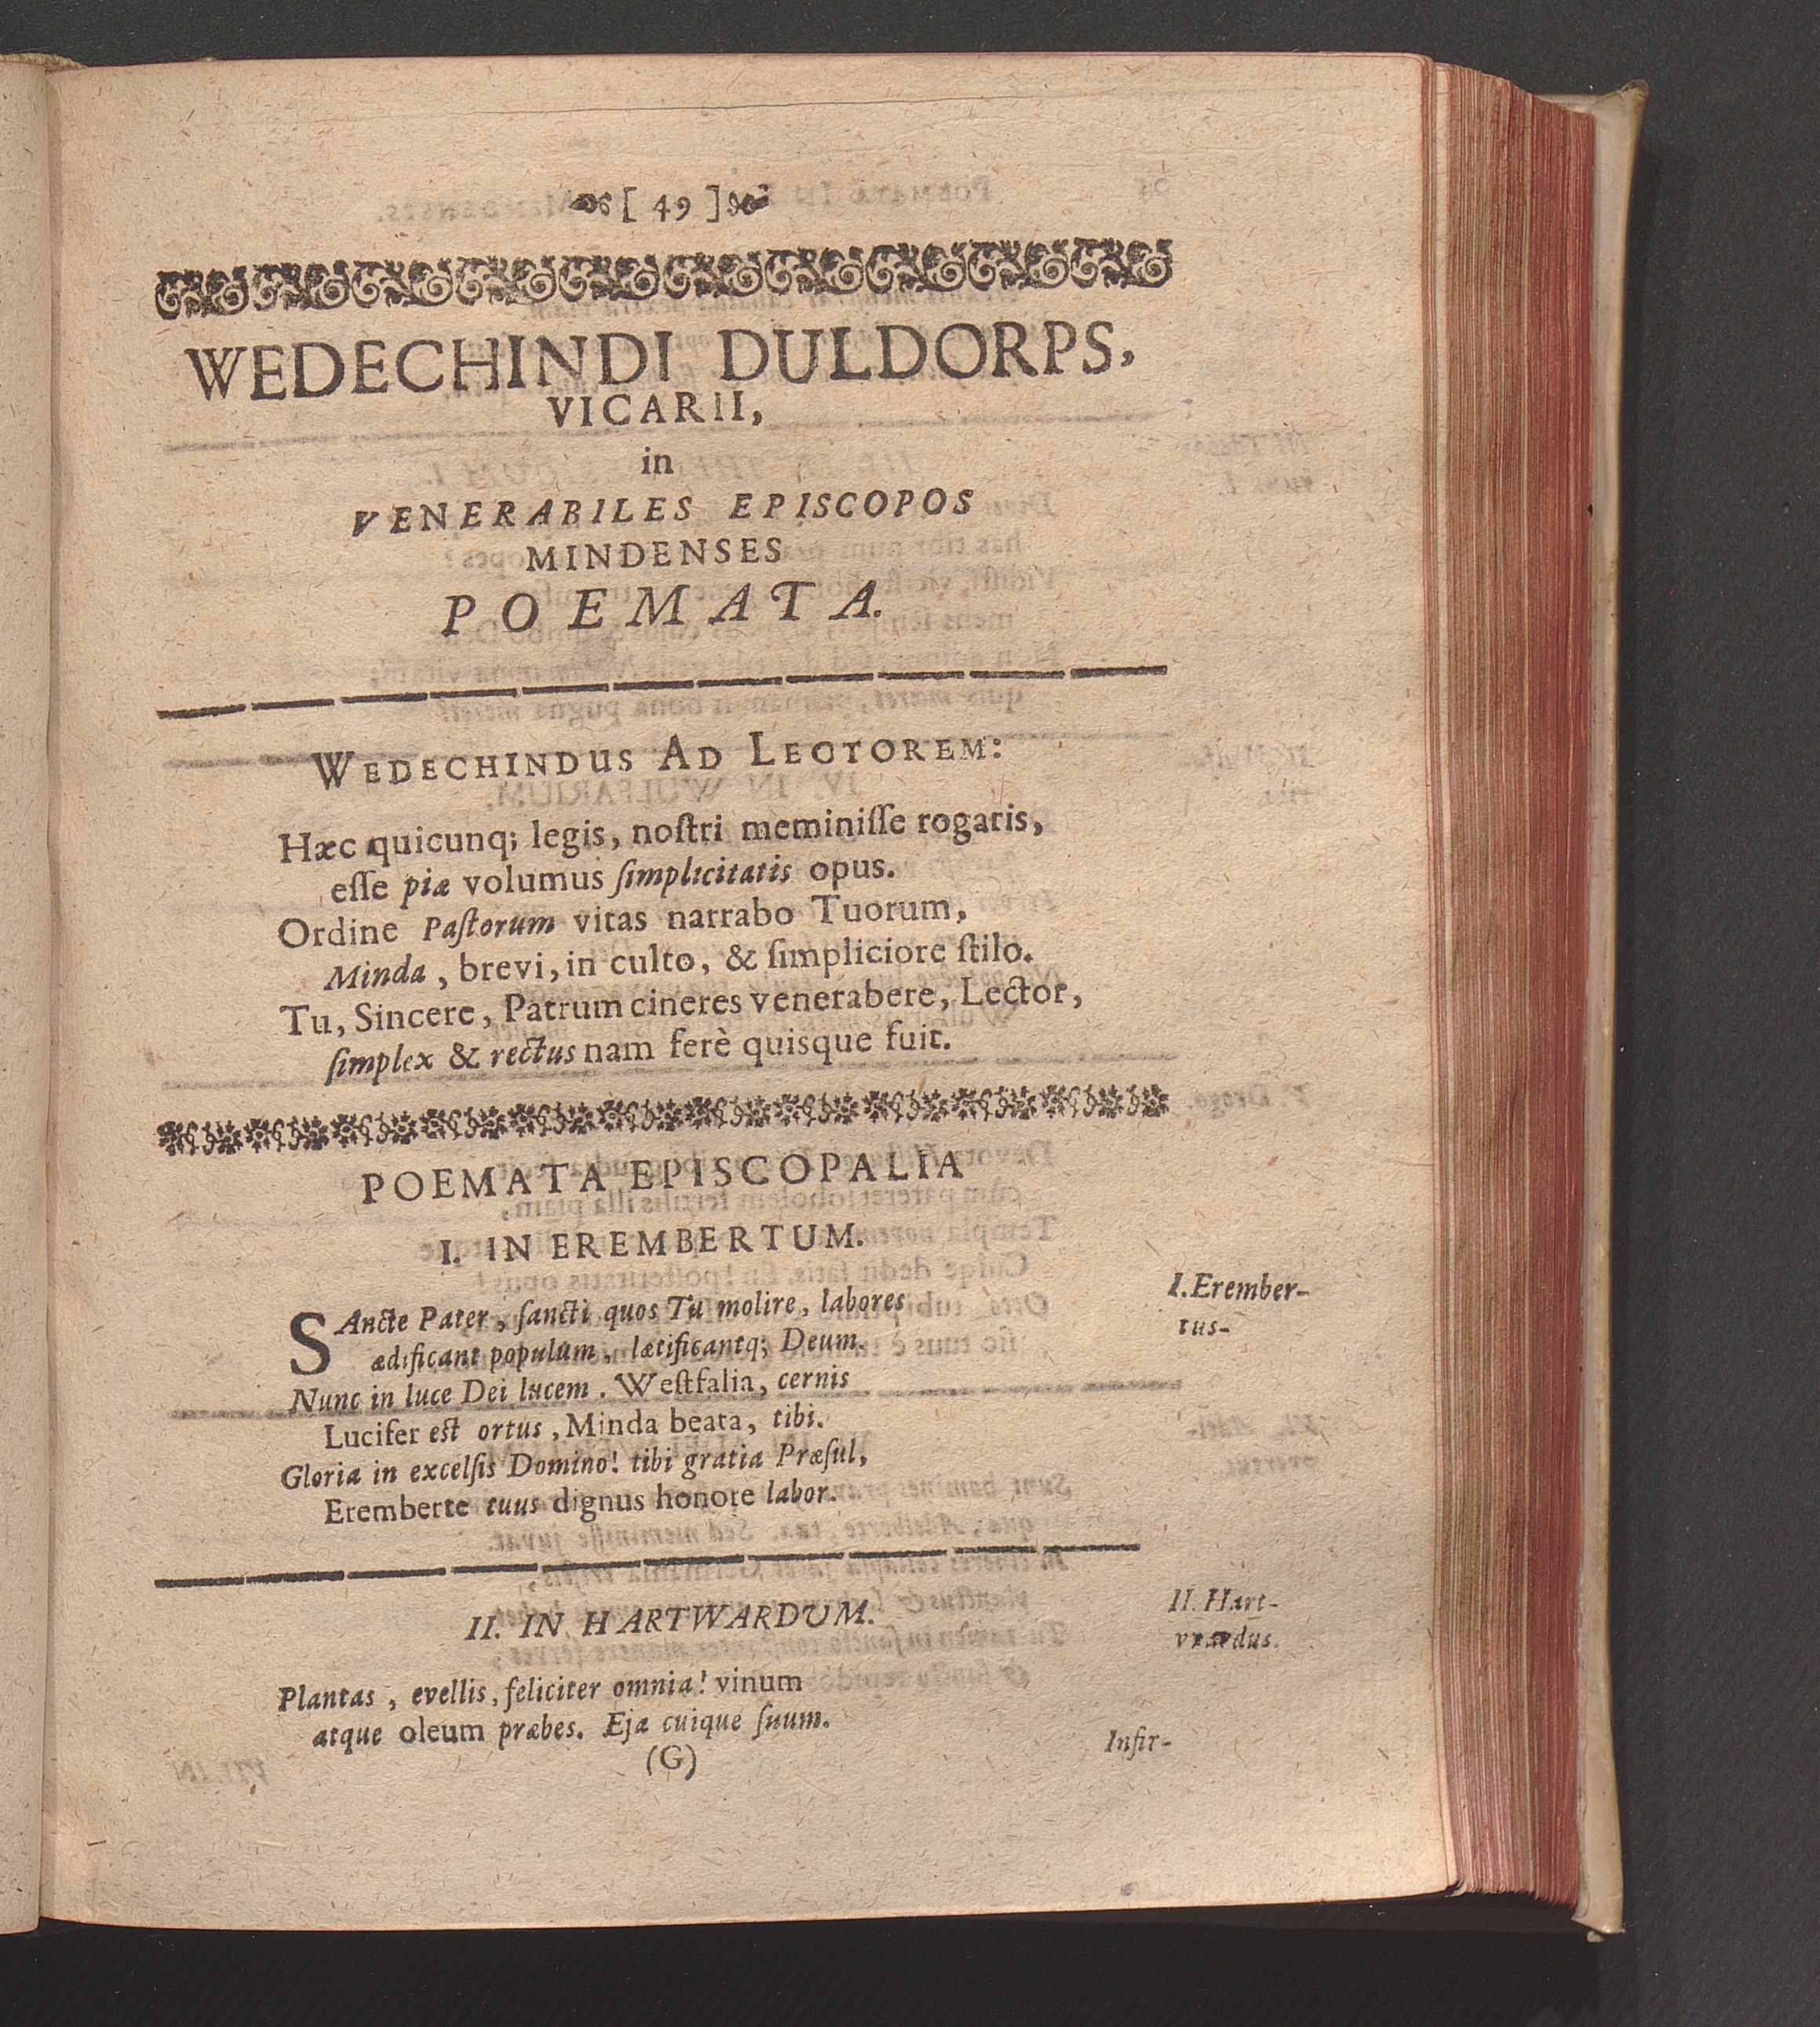 [ 49 ]
WEDECHINDI DULDORPS,
VICARII,
in
VENERABILES EPISCOPOS
MINDENSES
POEMATA.
WEDECHINDUS AD LECTOREM:
Hæc quicunq; legis, noſtri meminiſſe rogaris,
eſſe piæ volumus ſimplicitatis opus.
Ordine Paſtorum vitas narrabo Tuorum,
Minda, brevi, in culto, & ſimpliciore ſtilo.
Tu, Sincere, Patrum cineres venerabere, Lector,
ſimplex & rectus nam ferè quisque fuit.
POEMATA EPISCOPALIA
I. IN EREMBERTUM.
SAncte Pater, ſancti quos Tu molire, labores
ædificant populum, lætificantq; Deum.
Nunc in luce Dei lucem. Weſtfalia, cernis
Lucifer eſt ortus, Minda beata, tibi.
Gloria in excelſis Domino! tibi gratia Præſul,
Eremberte tuus dignus honore labor.
I. Erember-
tus-
II. IN HARTWARDUM.
Plantas, evellis, feliciter omnia! vinum
atque oleum præbes. Eja cuique ſuum.
II. Hart-
vvardus.
(G)
Infir-